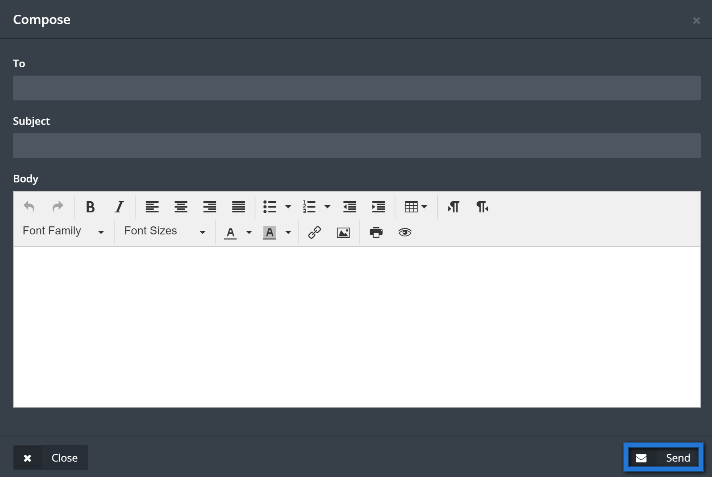 Compose
To
Subject
Body
B I
Font Family Font Sizes A A
Close Send